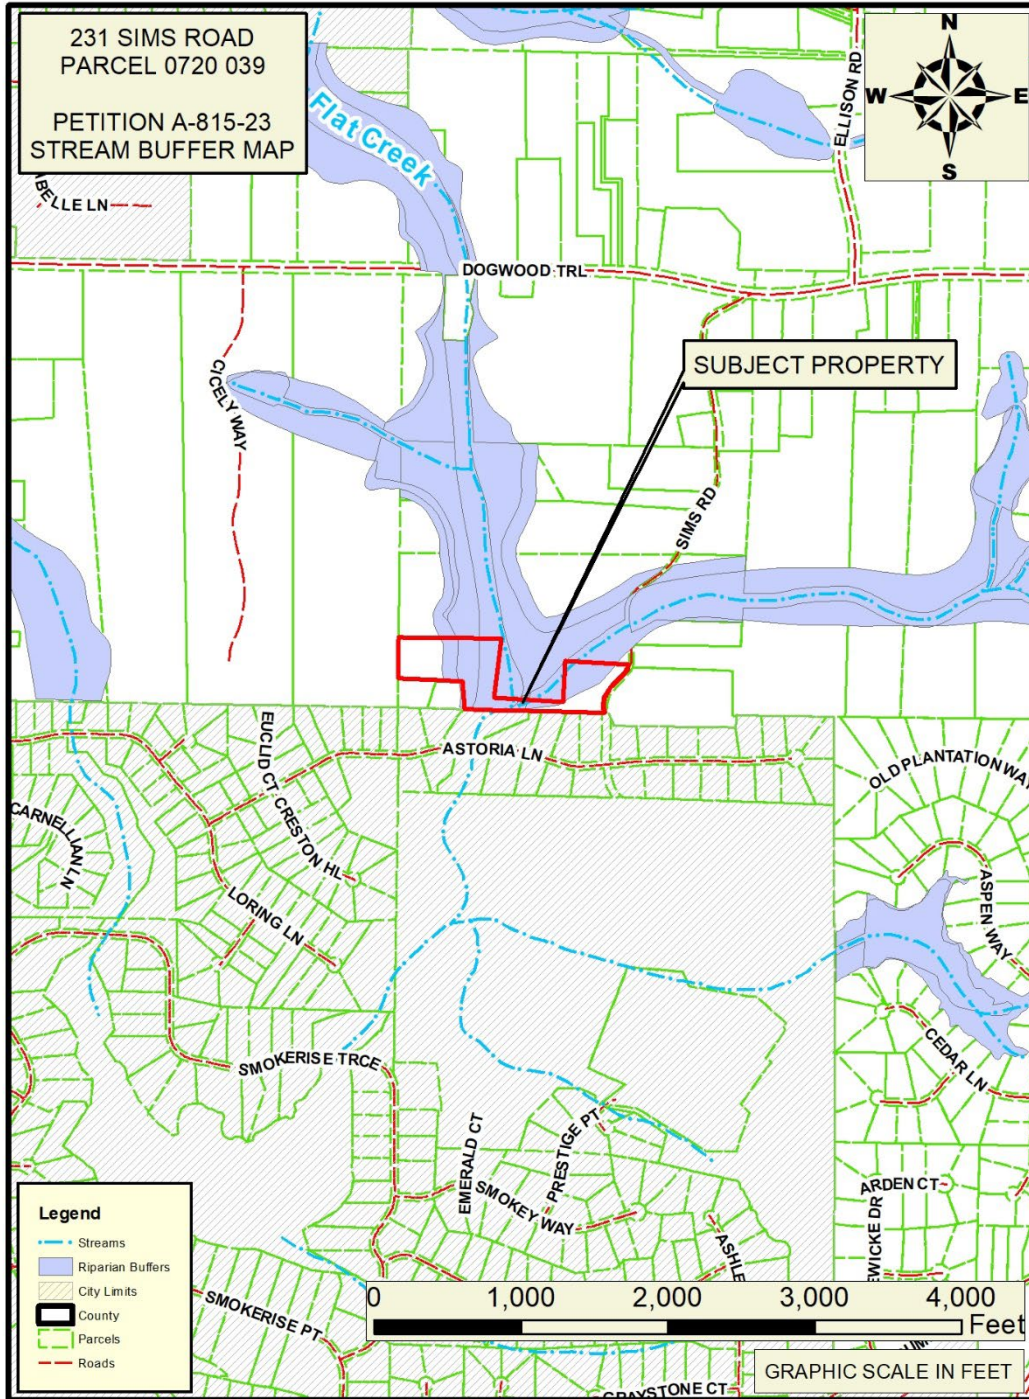 231 SIMS ROAD
PARCEL 0720 039
PETITION A-815-23
STREAM BUFFER MAP
N
W
E
S
ELLISON RD
Flat Creek
BELLE LN
DOGWOOD TRL
SUBJECT PROPERTY
CICELY WAY
SIMS RD
EUCLID CT
ASTORIA LN
CRESTON HL
OLD PLANTATION WAY
CARNELLIAN LN
LORING LN
ASPEN WAY
CEDAR LN
SMOKERISE TRCE
EMERALD CT
PRESTIGE PT
SMOKEY WAY
ARDEN CT
EWICKE DR
ASHLE
SMOKERISE PT
GRAYSTONE CT
Legend
Streams
Riparian Buffers
City Limits
County
Parcels
Roads
0 1,000 2,000 3,000 4,000
Feet
GRAPHIC SCALE IN FEET